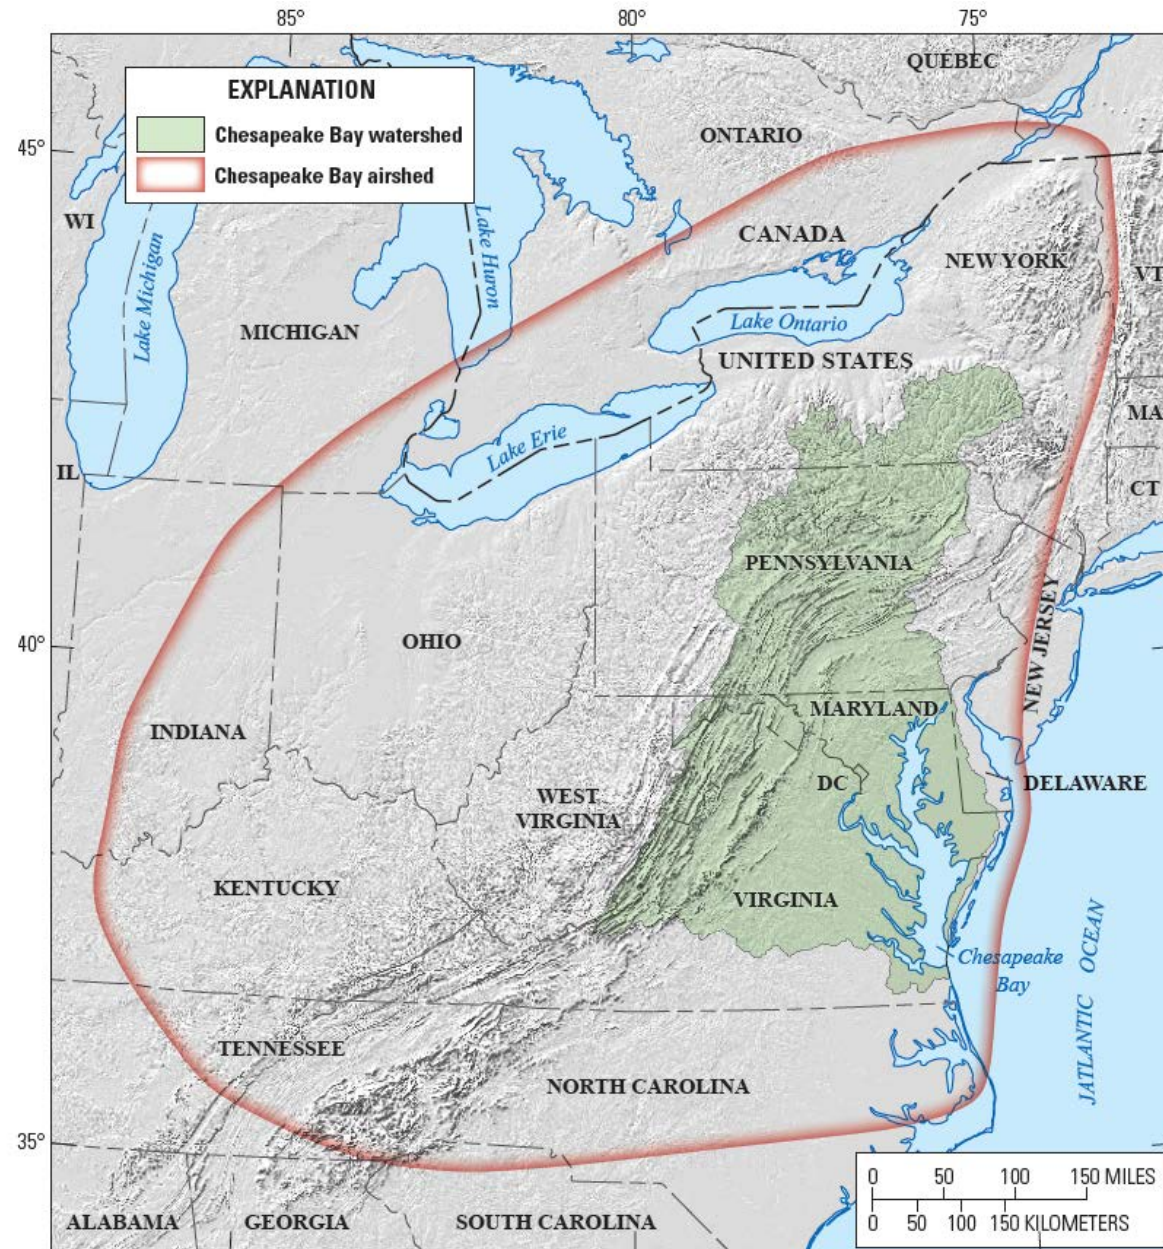 85° 80° 75°
QUÉBEC
EXPLANATION
Chesapeake Bay watershed
Chesapeake Bay airshed
ONTARIO
45°
WI
Lake Michigan
Lake Huron
CANADA
NEW YORK
VT
MICHIGAN
Lake Ontario
UNITED STATES
MA
Lake Erie
IL
CT
PENNSYLVANIA
40°
OHIO
NEW JERSEY
MARYLAND
INDIANA
DC
DELAWARE
WEST
VIRGINIA
KENTUCKY
VIRGINIA
Chesapeake
Bay
JATLANTIC OCEAN
TENNESSEE
NORTH CAROLINA
35°
0 50 100 150 MILES
0 50 100 150 KILOMETERS
ALABAMA
GEORGIA
SOUTH CAROLINA